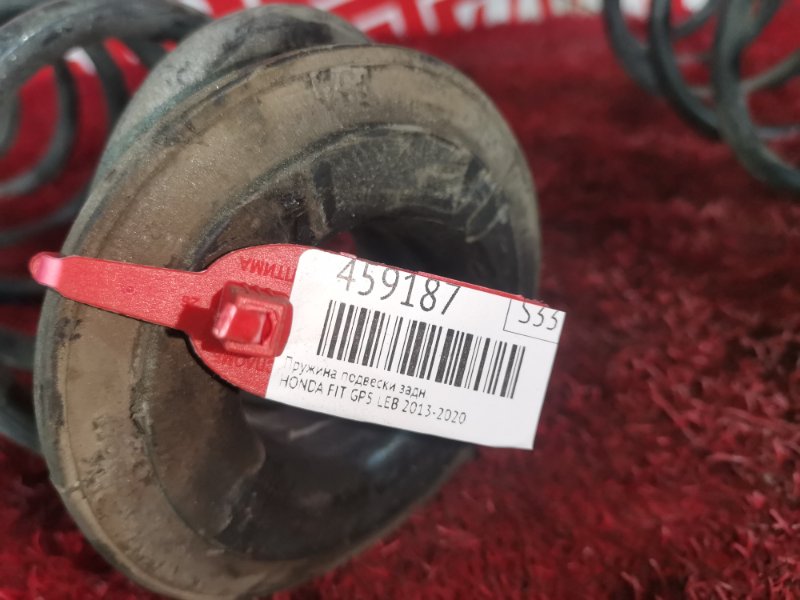 459187
S33
Пружина подвески задн
HONDA FIT GP5 LEB 2013-2020